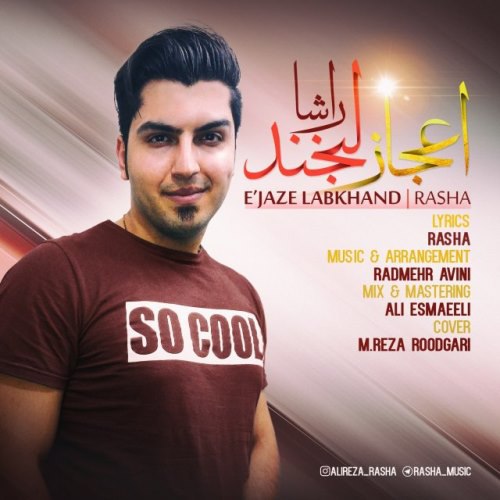 راشا
اعجاز لبخند
E'JAZE LABKHAND | RASHA
LYRICS
RASHA
MUSIC & ARRANGEMENT
RADMEHR AVINI
MIX & MASTERING
ALI ESMAEELI
COVER
M.REZA ROODGARI
SO COOL
ALIREZA_RASHA RASHA_MUSIC